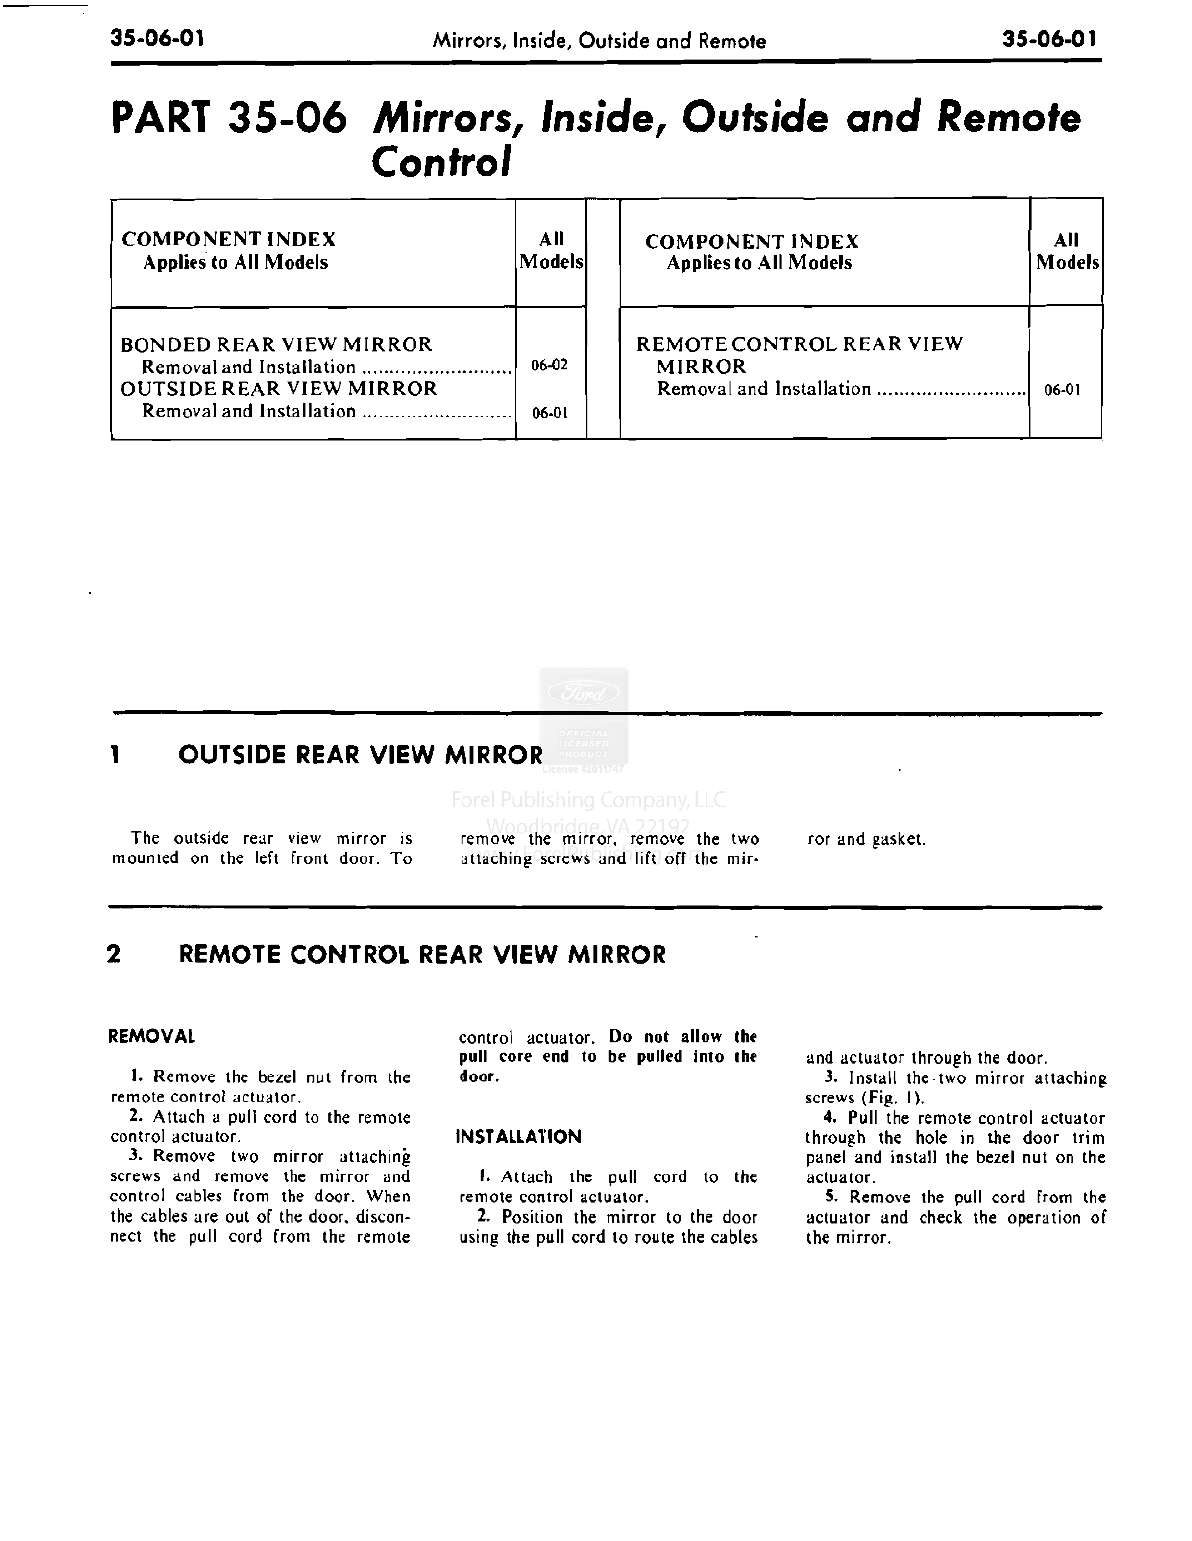 35-06-01
Mirrors, Inside, Outside and Remote
35-06-01
PART 35-06 Mirrors, Inside, Outside and Remote
Control
COMPONENT INDEX
Applies to All Models
All
Models
BONDED REAR VIEW MIRROR
Removal and Installation .......................... 06-02
OUTSIDE REAR VIEW MIRROR
Removal and Installation .......................... 06-01
COMPONENT INDEX
Applies to All Models
All
Models
REMOTE CONTROL REAR VIEW
MIRROR
Removal and Installation .......................... 06-01
Ford
OFFICIAL
LICENSED
PRODUCT
License #2011747
Forel Publishing Company, LLC
Woodbridge, VA 22192
www.ForelPublishing.com
1 OUTSIDE REAR VIEW MIRROR
The outside rear view mirror is
mounted on the left front door. To
remove the mirror, remove the two
attaching screws and lift off the mir-
ror and gasket.
2 REMOTE CONTROL REAR VIEW MIRROR
REMOVAL
1. Remove the bezel nut from the
remote control actuator.
2. Attach a pull cord to the remote
control actuator.
3. Remove two mirror attaching
screws and remove the mirror and
control cables from the door. When
the cables are out of the door, discon-
nect the pull cord from the remote
control actuator. Do not allow the
pull core end to be pulled into the
door.
INSTALLATION
1. Attach the pull cord to the
remote control actuator.
2. Position the mirror to the door
using the pull cord to route the cables
and actuator through the door.
3. Install the two mirror attaching
screws (Fig. 1).
4. Pull the remote control actuator
through the hole in the door trim
panel and install the bezel nut on the
actuator.
5. Remove the pull cord from the
actuator and check the operation of
the mirror.